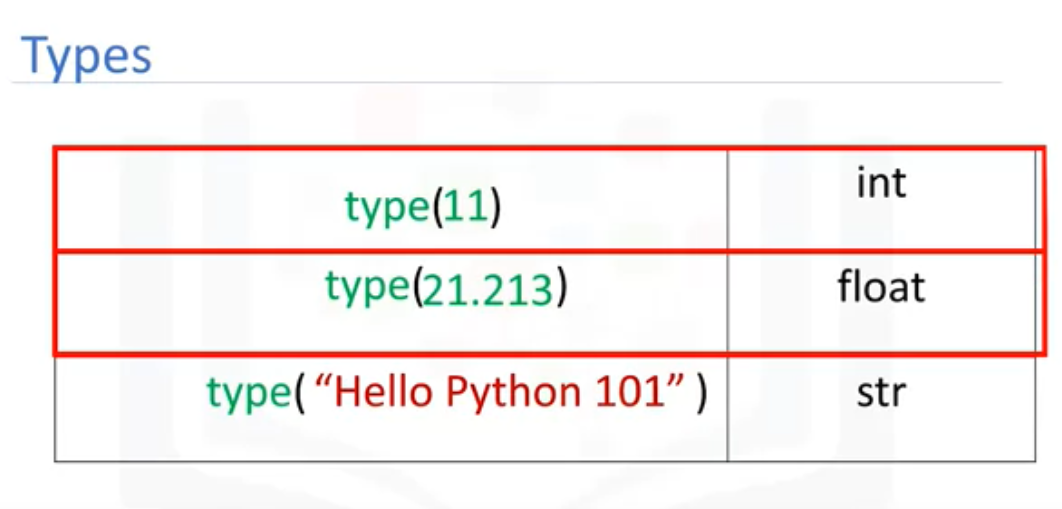 Types
type(11) int
type(21.213) float
type( “Hello Python 101” ) str